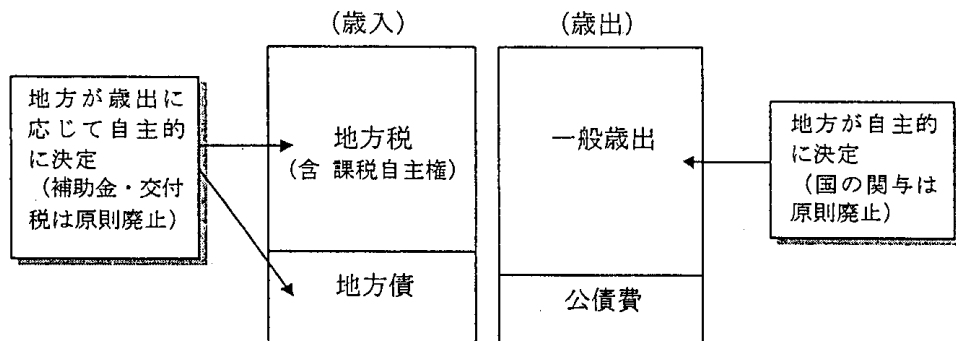 (歳入)
(歳出)
地方が歳出に
応じて自主的
に決定
(補助金・交付
税は原則廃止)
地方税
(含 課税自主権)
地方債
一般歳出
公債費
地方が自主的
に決定
(国の関与は
原則廃止)